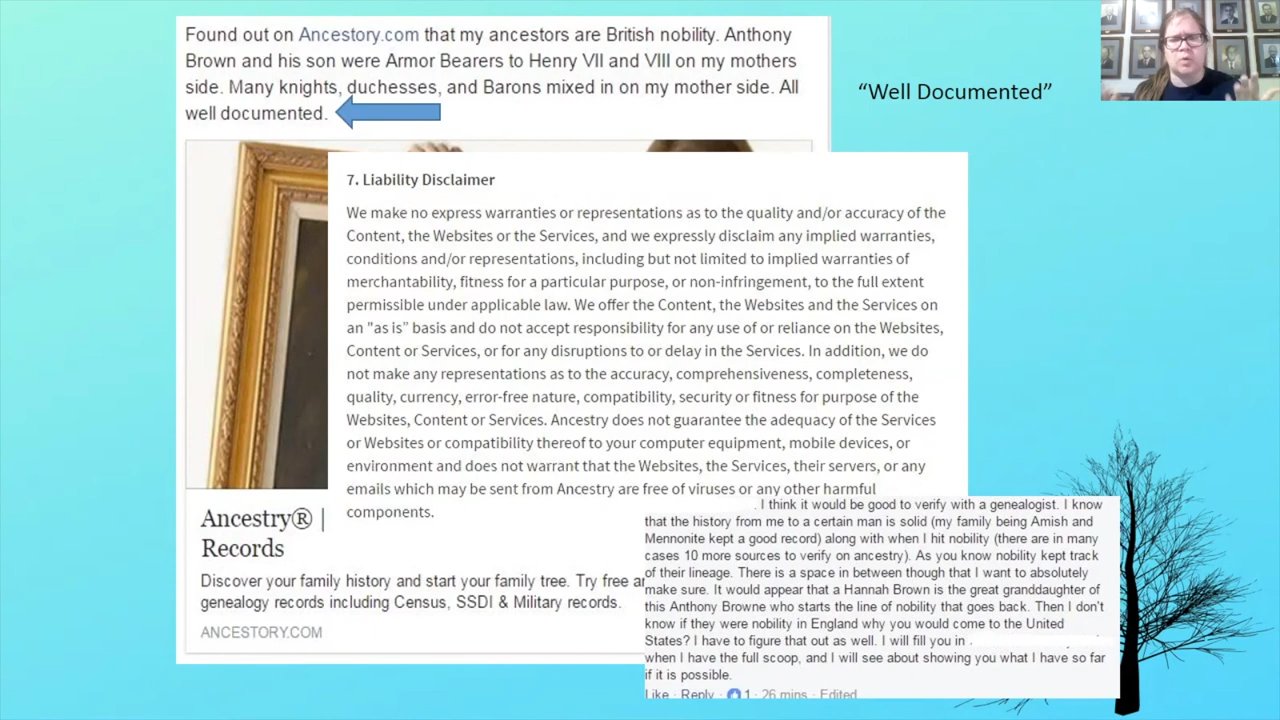 Found out on Ancestory.com that my ancestors are British nobility. Anthony
Brown and his son were Armor Bearers to Henry VII and VIII on my mothers
side. Many knights, duchesses, and Barons mixed in on my mother side. All
well documented.
“Well Documented”
7. Liability Disclaimer
We make no express warranties or representations as to the quality and/or accuracy of the
Content, the Websites or the Services, and we expressly disclaim any implied warranties,
conditions and/or representations, including but not limited to implied warranties of
merchantability, fitness for a particular purpose, or non-infringement, to the full extent
permissible under applicable law. We offer the Content, the Websites and the Services on
an "as is” basis and do not accept responsibility for any use of or reliance on the Websites,
Content or Services, or for any disruptions to or delay in the Services. In addition, we do
not make any representations as to the accuracy, comprehensiveness, completeness,
quality, currency, error-free nature, compatibility, security or fitness for purpose of the
Websites, Content or Services. Ancestry does not guarantee the adequacy of the Services
or Websites or compatibility thereof to your computer equipment, mobile devices, or
environment and does not warrant that the Websites, the Services, their servers, or any
emails which may be sent from Ancestry are free of viruses or any other harmful
components.
Ancestry® |
Records
Discover your family history and start your family tree. Try free
genealogy records including Census, SSDI & Military records.
ANCESTORY.COM
. I think it would be good to verify with a genealogist. I know
that the history from me to a certain man is solid (my family being Amish and
Mennonite kept a good record) along with when I hit nobility (there are in many
cases 10 more sources to verify on ancestry). As you know nobility kept track
of their lineage. There is a space in between though that I want to absolutely
make sure. It would appear that a Hannah Brown is the great granddaughter of
this Anthony Browne who starts the line of nobility that goes back. Then I don't
know if they were nobility in England why you would come to the United
States? I have to figure that out as well. I will fill you in
when I have the full scoop, and I will see about showing you what I have so far
if it is possible.
Like · Reply · 1 · 26 mins · Edited